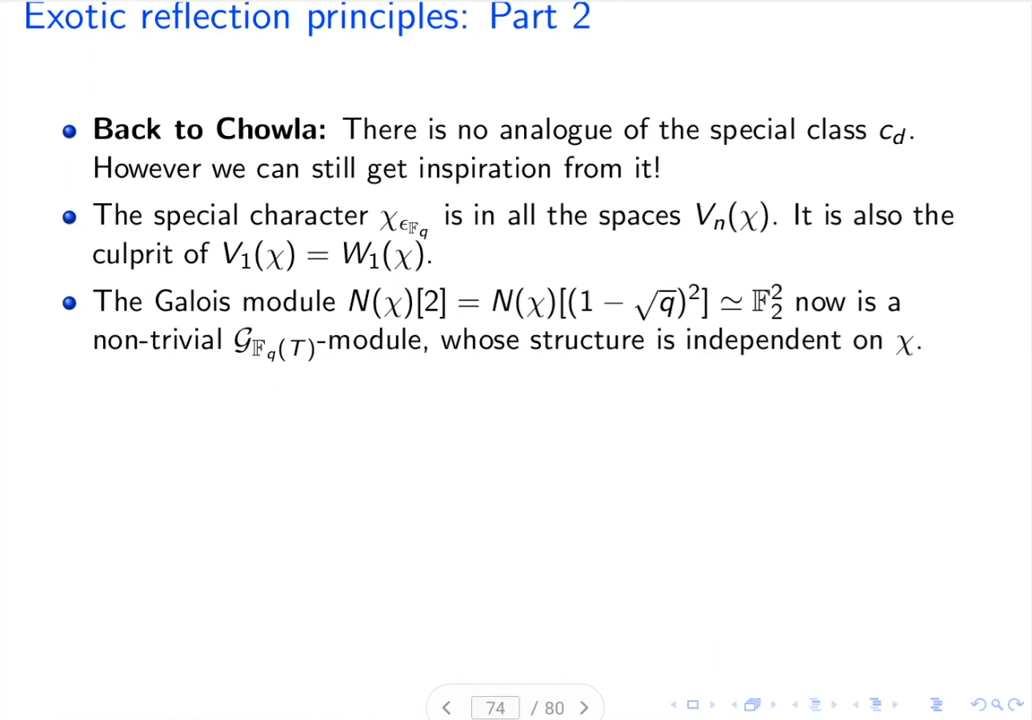 Exotic reflection principles: Part 2
Back to Chowla: There is no analogue of the special class c_d.
However we can still get inspiration from it!
The special character χ_{ϵ_{𝔽_q}} is in all the spaces V_n(χ). It is also the
culprit of V_1(χ) = W_1(χ).
The Galois module N(χ)[2] = N(χ)[(1 − √q)^2] ≃ 𝔽_2^2 now is a
non-trivial 𝒢_{𝔽_q(T)}-module, whose structure is independent on χ.
74 / 80